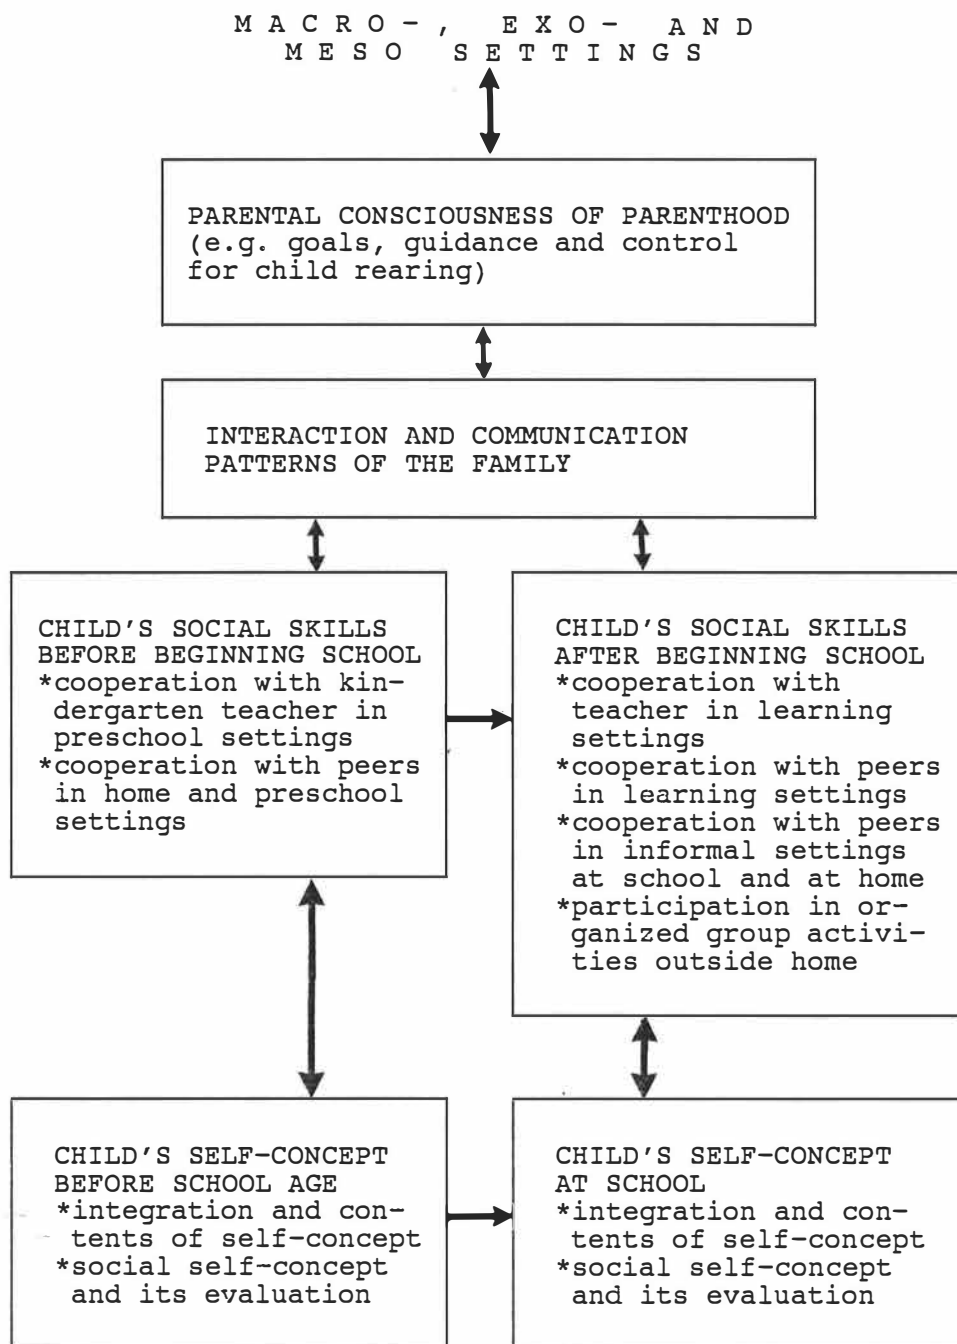 MACRO-, EXO- AND
MESO SETTINGS
PARENTAL CONSCIOUSNESS OF PARENTHOOD
(e.g. goals, guidance and control
for child rearing)
INTERACTION AND COMMUNICATION
PATTERNS OF THE FAMILY
CHILD'S SOCIAL SKILLS
BEFORE BEGINNING SCHOOL
*cooperation with kin-
dergarten teacher in
preschool settings
*cooperation with peers
in home and preschool
settings
CHILD'S SOCIAL SKILLS
AFTER BEGINNING SCHOOL
*cooperation with
teacher in learning
settings
*cooperation with peers
in learning settings
*cooperation with peers
in informal settings
at school and at home
*participation in or-
ganized group activi-
ties outside home
CHILD'S SELF-CONCEPT
BEFORE SCHOOL AGE
*integration and con-
tents of self-concept
*social self-concept
and its evaluation
CHILD'S SELF-CONCEPT
AT SCHOOL
*integration and con-
tents of self-concept
*social self-concept
and its evaluation